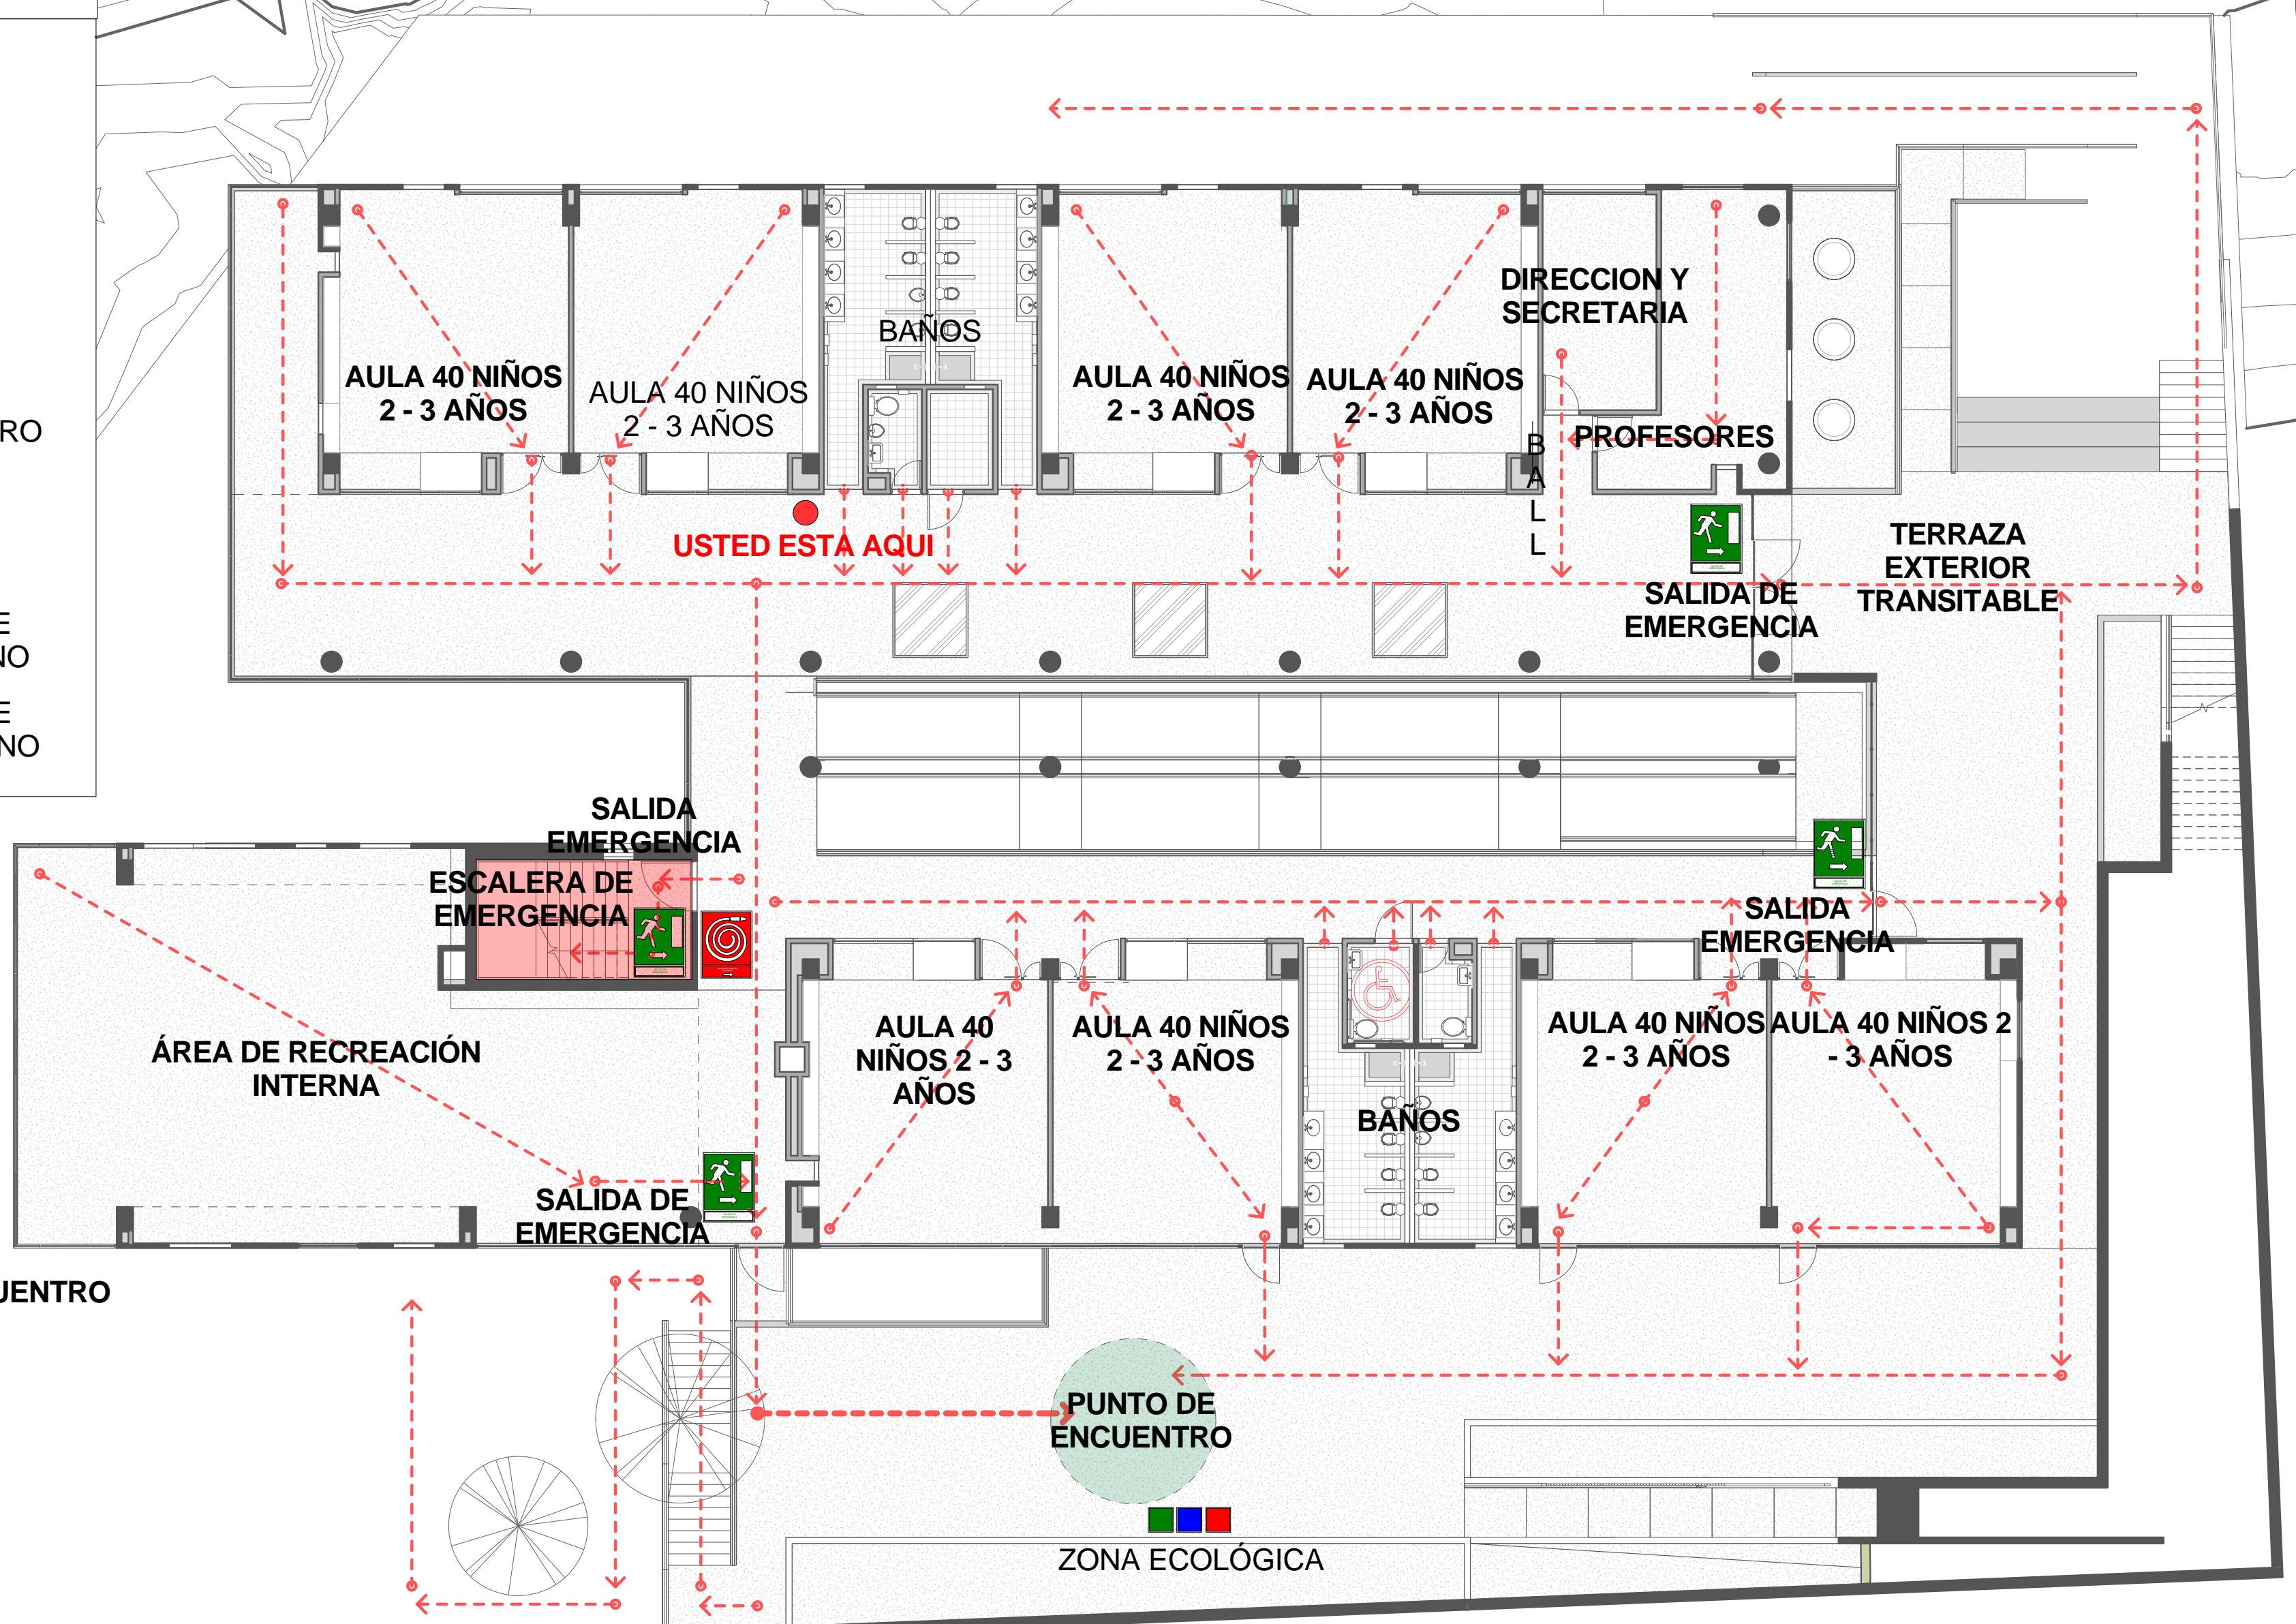 RO
E
NO
E
NO
UENTRO
DIRECCION Y
SECRETARIA
BAÑOS
AULA 40 NIÑOS
2 - 3 AÑOS
AULA 40 NIÑOS
2 - 3 AÑOS
AULA 40 NIÑOS
2 - 3 AÑOS
AULA 40 NIÑOS
2 - 3 AÑOS
PROFESORES
B
A
L
L
USTED ESTA AQUI
TERRAZA
EXTERIOR
TRANSITABLE
SALIDA DE
EMERGENCIA
SALIDA
EMERGENCIA
ESCALERA DE
EMERGENCIA
SALIDA
EMERGENCIA
ÁREA DE RECREACIÓN
INTERNA
AULA 40
NIÑOS 2 - 3
AÑOS
AULA 40 NIÑOS
2 - 3 AÑOS
BAÑOS
AULA 40 NIÑOS
2 - 3 AÑOS
AULA 40 NIÑOS 2
- 3 AÑOS
SALIDA DE
EMERGENCIA
PUNTO DE
ENCUENTRO
ZONA ECOLÓGICA